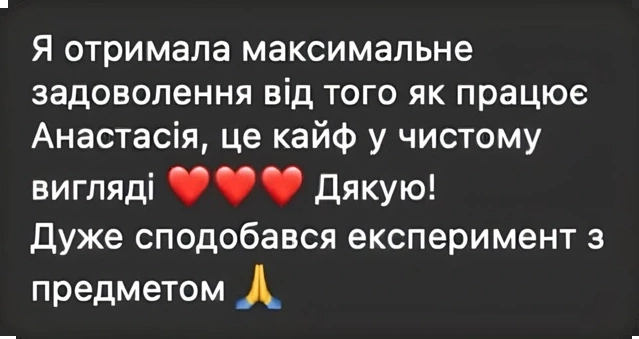 Я отримала максимальне
задоволення від того як працює
Анастасія, це кайф у чистому
вигляді ❤️❤️❤️ Дякую!
Дуже сподобався експеримент з
предметом 🙏